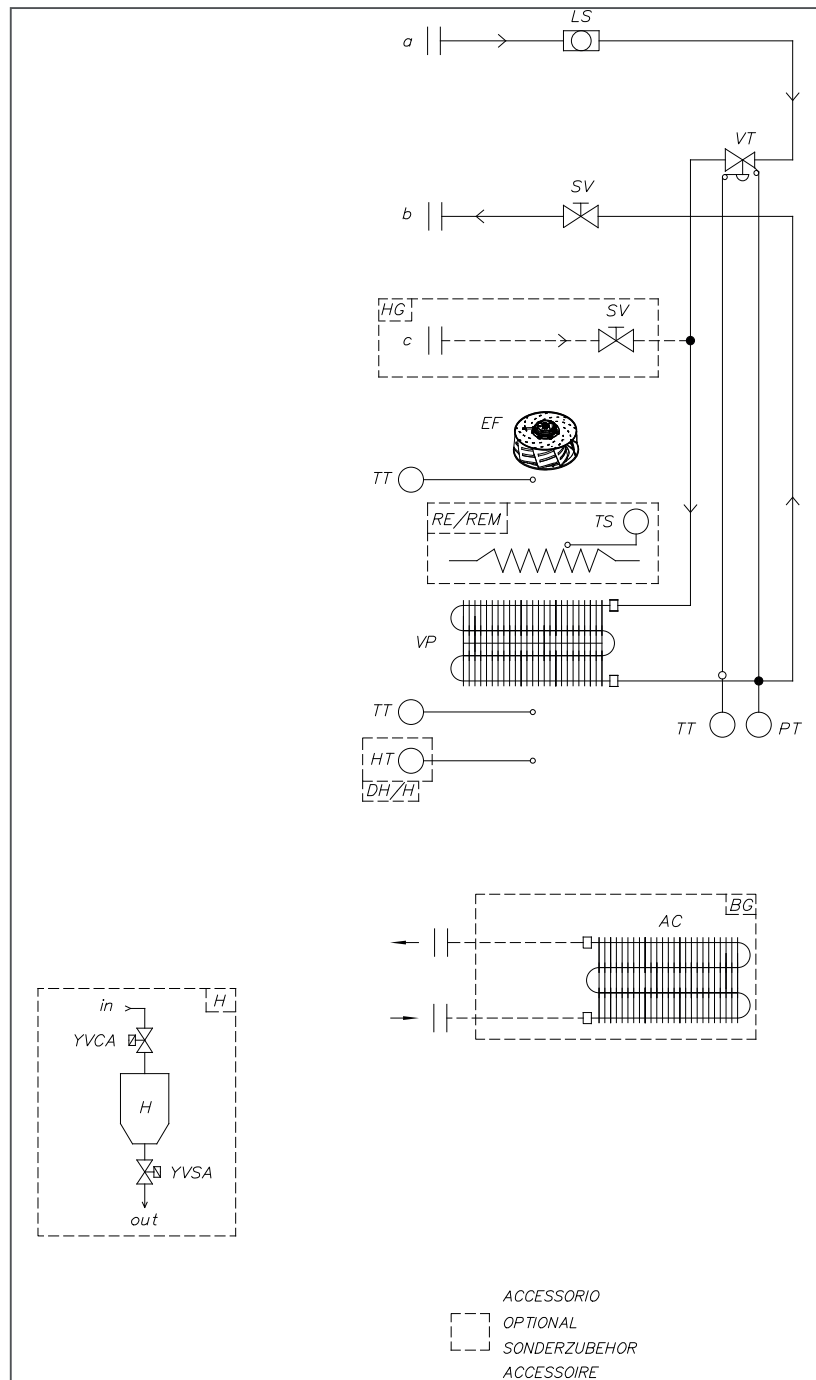 LS
a
VT
SV
b
HG
SV
c
EF
TT
RE/REM
TS
VP
TT
TT
PT
HT
DH/H
BG
AC
H
in
YVCA
H
YVSA
out
ACCESSORIO
OPTIONAL
SONDERZUBEHOR
ACCESSOIRE